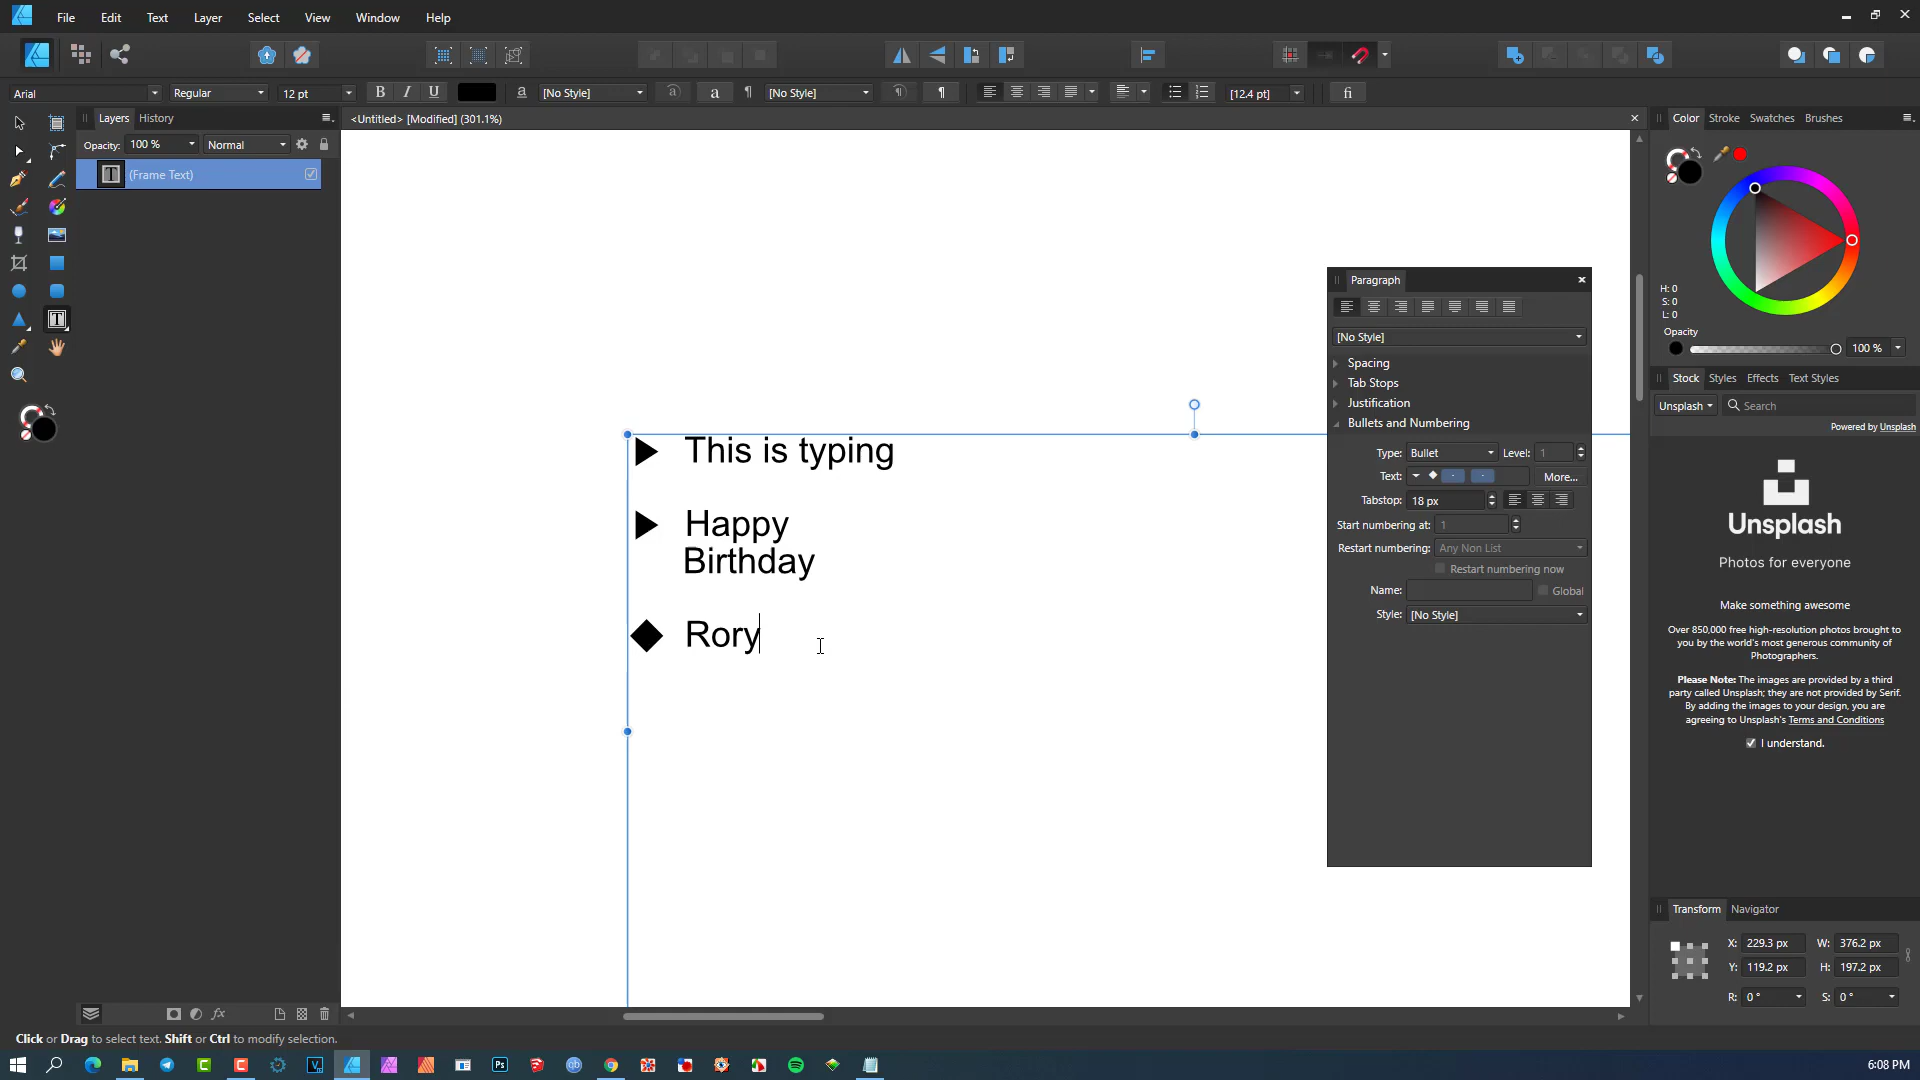 File Edit Text Layer Select View Window Help
Arial Regular 12 pt B I U a [No Style] a a ¶ [No Style] ¶ ¶ [12.4 pt] fi
Layers History
<Untitled> [Modified] (301.1%)
Opacity: 100 % Normal
T (Frame Text)
▶ This is typing
▶ Happy
Birthday
◆ Rory
Paragraph
[No Style]
Spacing
Tab Stops
Justification
Bullets and Numbering
Type: Bullet Level: 1
Text: ◆ - - More...
Tabstop: 18 px
Start numbering at: 1
Restart numbering: Any Non List
Restart numbering now
Name: Global
Style: [No Style]
Color Stroke Swatches Brushes
H: 0
S: 0
L: 0
Opacity
100 %
Stock Styles Effects Text Styles
Unsplash Search
Powered by Unsplash
Unsplash
Photos for everyone
Make something awesome
Over 850,000 free high-resolution photos brought to
you by the world's most generous community of
Photographers.
Please Note: The images are provided by a third
party called Unsplash; they are not provided by Serif.
By adding the images to your design, you are
agreeing to Unsplash's Terms and Conditions
I understand.
Transform Navigator
X: 229.3 px W: 376.2 px
Y: 119.2 px H: 197.2 px
R: 0 ° S: 0 °
fx
Click or Drag to select text. Shift or Ctrl to modify selection.
Ps qb
6:08 PM